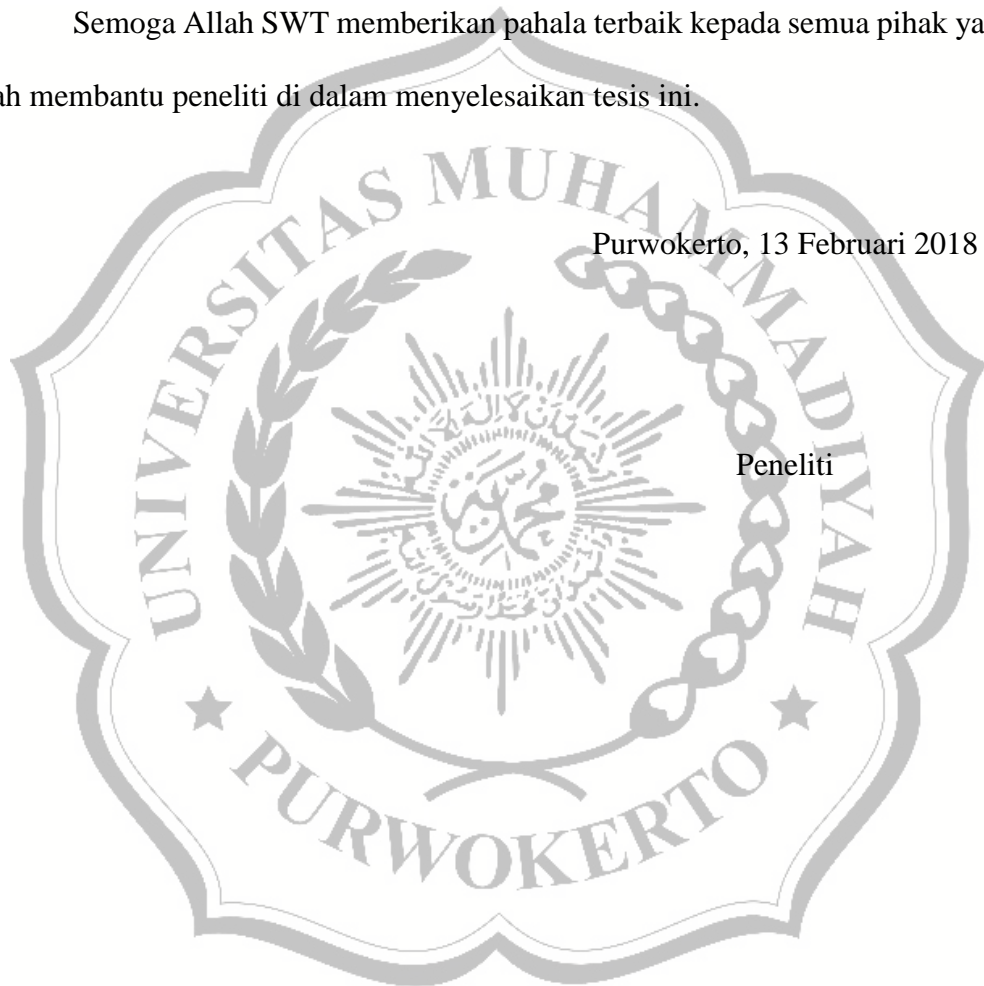 Semoga Allah SWT memberikan pahala terbaik kepada semua pihak ya
ah membantu peneliti di dalam menyelesaikan tesis ini.
Purwokerto, 13 Februari 2018
Peneliti
UNIVERSITAS MUHAMMADIYAH
PURWOKERTO
محمد